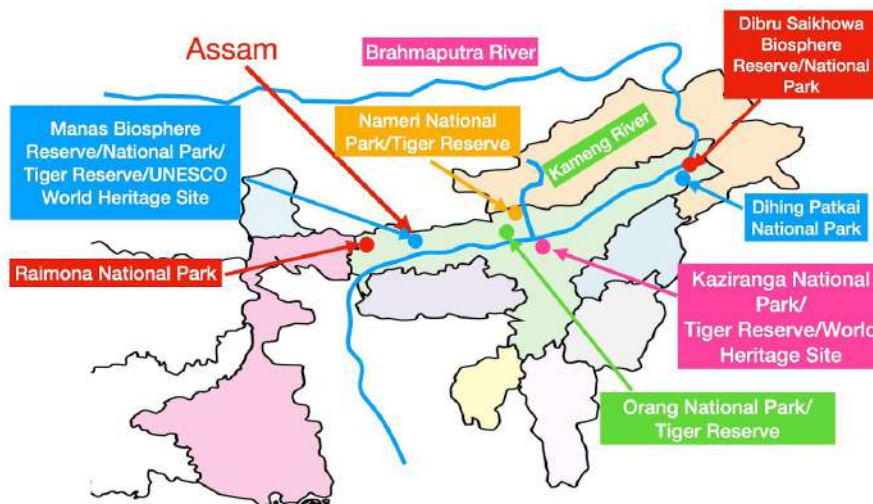 Assam
Brahmaputra River
Dibru Saikhowa
Biosphere
Reserve/National
Park
Manas Biosphere
Reserve/National Park/
Tiger Reserve/UNESCO
World Heritage Site
Nameri National
Park/Tiger Reserve
Kameng River
Dihing Patkai
National Park
Raimona National Park
Kaziranga National
Park/
Tiger Reserve/World
Heritage Site
Orang National Park/
Tiger Reserve